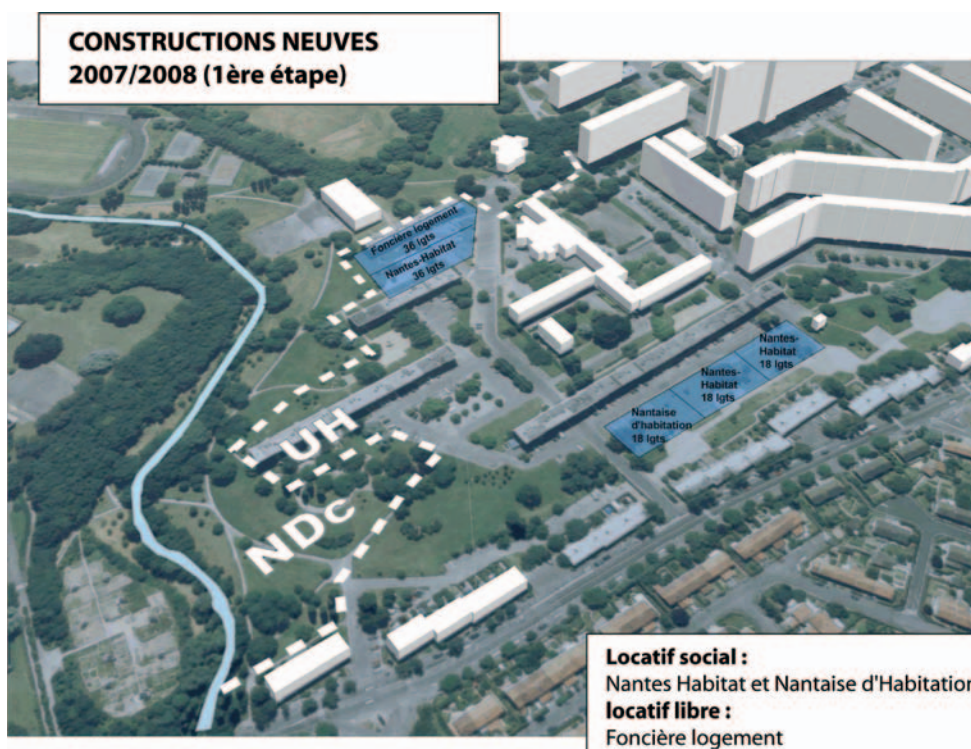 CONSTRUCTIONS NEUVES
2007/2008 (1ère étape)
Foncière logement
36 lgts
Nantes-Habitat
36 lgts
Nantes-
Habitat
18 lgts
Nantes-
Habitat
18 lgts
Nantaise
d'habitation
18 lgts
UH
NDc
Locatif social :
Nantes Habitat et Nantaise d'Habitation
locatif libre :
Foncière logement